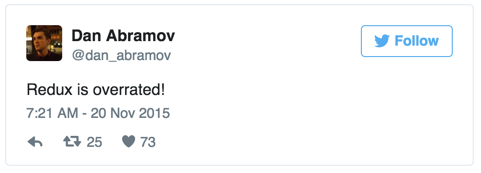 Dan Abramov
@dan_abramov
Follow
Redux is overrated!
7:21 AM - 20 Nov 2015
25 73